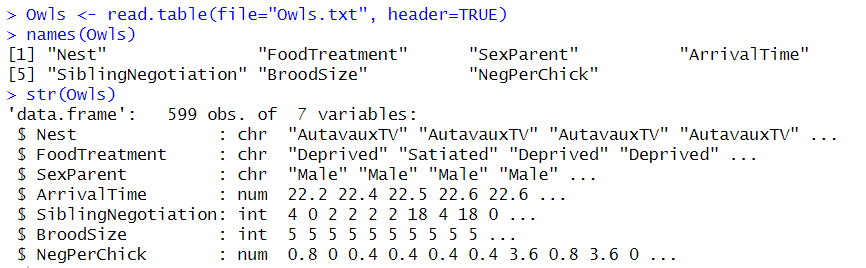 > Owls <- read.table(file="Owls.txt", header=TRUE)
> names(Owls)
[1] "Nest"               "FoodTreatment"      "SexParent"          "ArrivalTime"
[5] "SiblingNegotiation" "BroodSize"          "NegPerChick"
> str(Owls)
'data.frame':   599 obs. of  7 variables:
 $ Nest              : chr  "AutavauxTV" "AutavauxTV" "AutavauxTV" "AutavauxTV" ...
 $ FoodTreatment     : chr  "Deprived" "Satiated" "Deprived" "Deprived" ...
 $ SexParent         : chr  "Male" "Male" "Male" "Male" ...
 $ ArrivalTime       : num  22.2 22.4 22.5 22.6 22.6 ...
 $ SiblingNegotiation: int  4 0 2 2 2 2 18 4 18 0 ...
 $ BroodSize         : int  5 5 5 5 5 5 5 5 5 5 ...
 $ NegPerChick       : num  0.8 0 0.4 0.4 0.4 0.4 3.6 0.8 3.6 0 ...